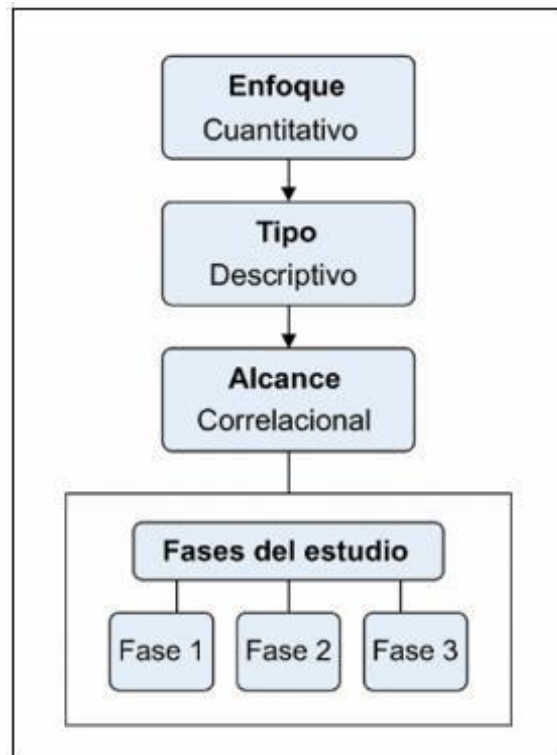 Enfoque
Cuantitativo
Tipo
Descriptivo
Alcance
Correlacional
Fases del estudio
Fase 1
Fase 2
Fase 3